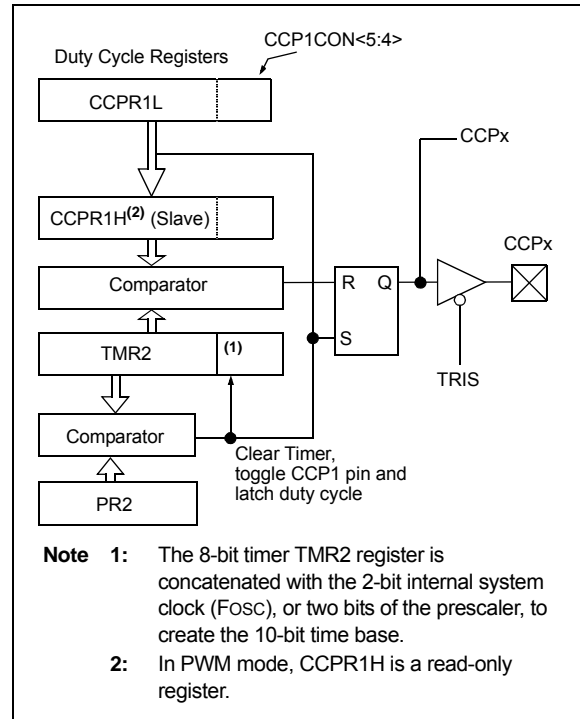 CCP1CON<5:4>
Duty Cycle Registers
CCPR1L
CCPx
CCPR1H(2) (Slave)
CCPx
Comparator
R Q
TMR2 (1)
S
TRIS
Comparator
Clear Timer,
toggle CCP1 pin and
latch duty cycle
PR2
Note 1: The 8-bit timer TMR2 register is
concatenated with the 2-bit internal system
clock (FOSC), or two bits of the prescaler, to
create the 10-bit time base.
2: In PWM mode, CCPR1H is a read-only
register.